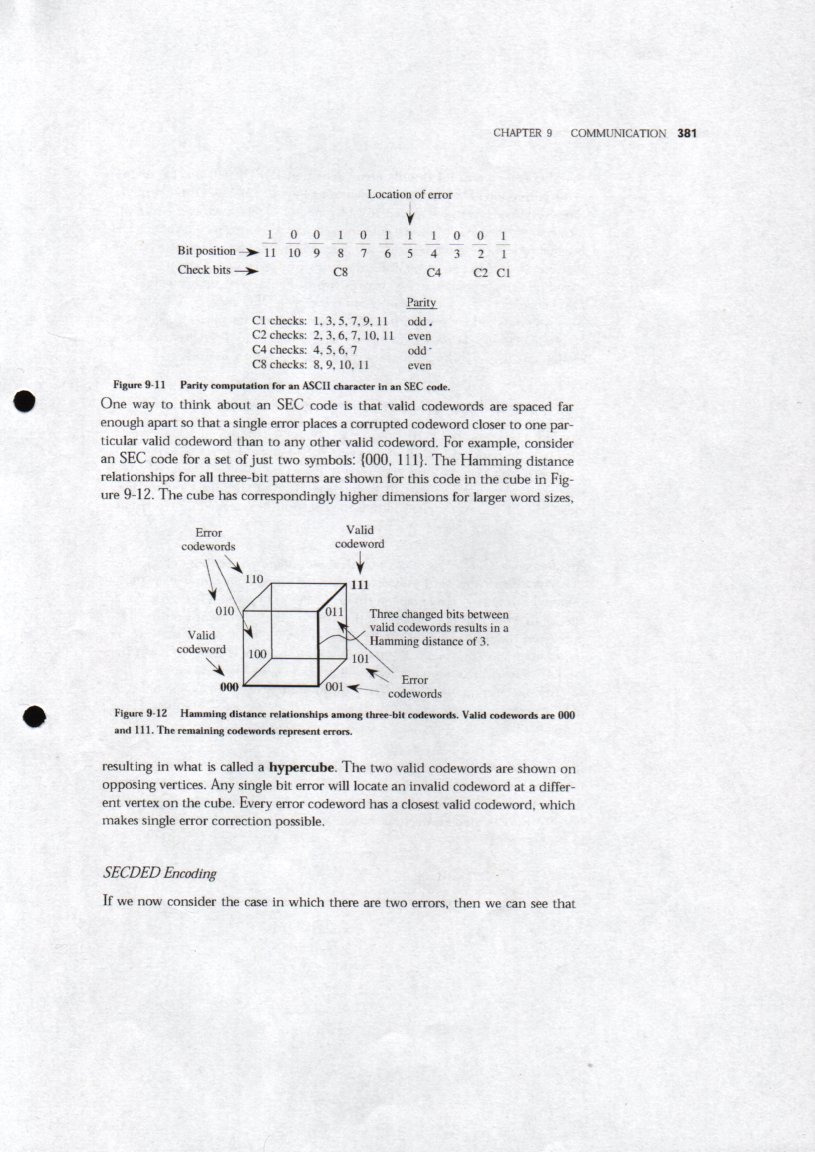 CHAPTER 9 COMMUNICATION 381
Location of error
1 0 0 1 0 1 1 1 0 0 1
Bit position 11 10 9 8 7 6 5 4 3 2 1
Check bits C8 C4 C2 C1
Parity
C1 checks: 1, 3, 5, 7, 9, 11 odd
C2 checks: 2, 3, 6, 7, 10, 11 even
C4 checks: 4, 5, 6, 7 odd
C8 checks: 8, 9, 10, 11 even
Figure 9-11 Parity computation for an ASCII character in an SEC code.
One way to think about an SEC code is that valid codewords are spaced far
enough apart so that a single error places a corrupted codeword closer to one par-
ticular valid codeword than to any other valid codeword. For example, consider
an SEC code for a set of just two symbols: {000, 111}. The Hamming distance
relationships for all three-bit patterns are shown for this code in the cube in Fig-
ure 9-12. The cube has correspondingly higher dimensions for larger word sizes,
Error
codewords
Valid
codeword
110
111
010
011
Three changed bits between
valid codewords results in a
Hamming distance of 3.
Valid
codeword
100
101
000
001
Error
codewords
Figure 9-12 Hamming distance relationships among three-bit codewords. Valid codewords are 000
and 111. The remaining codewords represent errors.
resulting in what is called a hypercube. The two valid codewords are shown on
opposing vertices. Any single bit error will locate an invalid codeword at a differ-
ent vertex on the cube. Every error codeword has a closest valid codeword, which
makes single error correction possible.
SECDED Encoding
If we now consider the case in which there are two errors, then we can see that